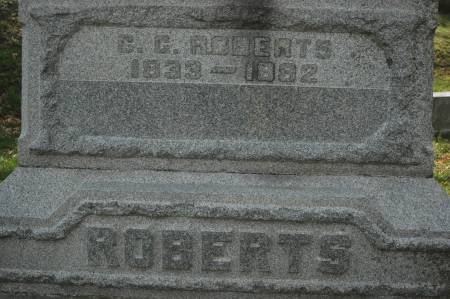 C. C. ROBERTS
1833 – 1892
ROBERTS